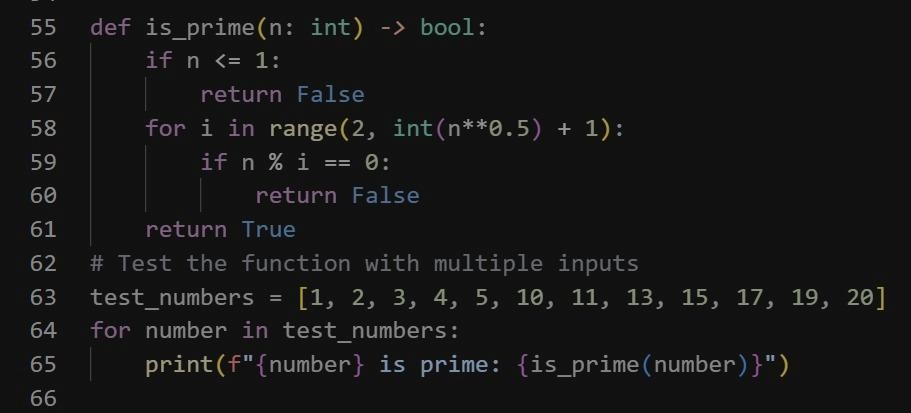 55 def is_prime(n: int) -> bool:
56     if n <= 1:
57         return False
58     for i in range(2, int(n**0.5) + 1):
59         if n % i == 0:
60             return False
61     return True
62 # Test the function with multiple inputs
63 test_numbers = [1, 2, 3, 4, 5, 10, 11, 13, 15, 17, 19, 20]
64 for number in test_numbers:
65     print(f"{number} is prime: {is_prime(number)}")
66